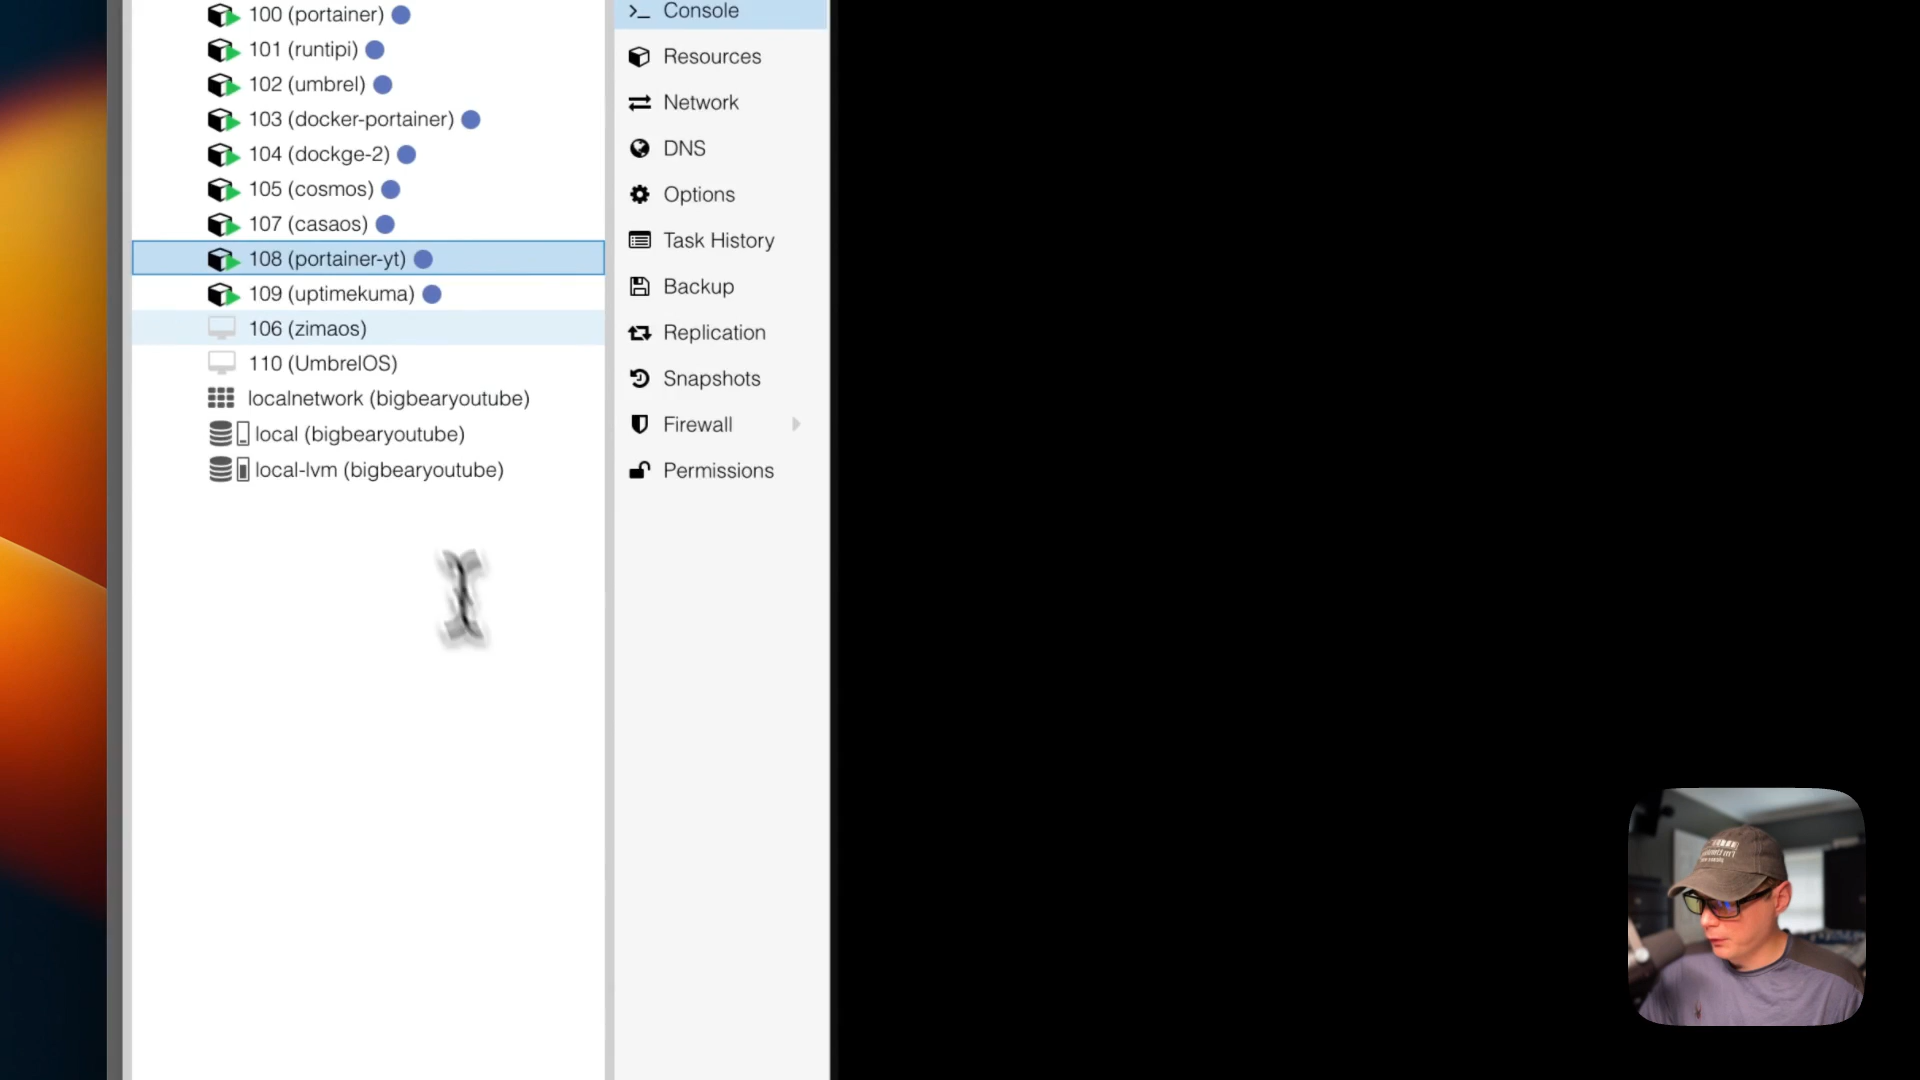 100 (portainer)
101 (runtipi)
102 (umbrel)
103 (docker-portainer)
104 (dockge-2)
105 (cosmos)
107 (casaos)
108 (portainer-yt)
109 (uptimekuma)
106 (zimaos)
110 (UmbrelOS)
localnetwork (bigbearyoutube)
local (bigbearyoutube)
local-lvm (bigbearyoutube)
Console
Resources
Network
DNS
Options
Task History
Backup
Replication
Snapshots
Firewall
Permissions